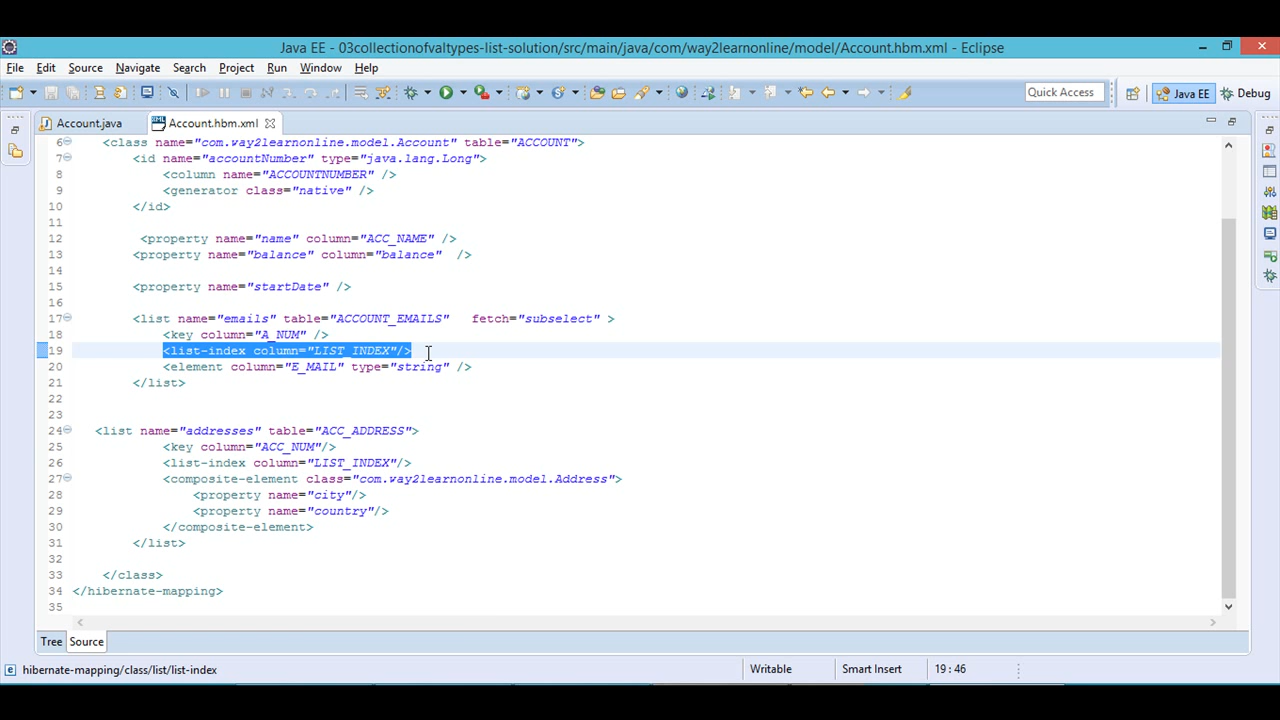 Java EE - 03collectionofvaltypes-list-solution/src/main/java/com/way2learnonline/model/Account.hbm.xml - Eclipse
File Edit Source Navigate Search Project Run Window Help
Quick Access Java EE Debug
Account.java Account.hbm.xml
6 <class name="com.way2learnonline.model.Account" table="ACCOUNT">
7 <id name="accountNumber" type="java.lang.Long">
8 <column name="ACCOUNTNUMBER" />
9 <generator class="native" />
10 </id>
11
12 <property name="name" column="ACC_NAME" />
13 <property name="balance" column="balance" />
14
15 <property name="startDate" />
16
17 <list name="emails" table="ACCOUNT_EMAILS" fetch="subselect" >
18 <key column="A_NUM" />
19 <list-index column="LIST_INDEX"/>
20 <element column="E_MAIL" type="string" />
21 </list>
22
23
24 <list name="addresses" table="ACC_ADDRESS">
25 <key column="ACC_NUM"/>
26 <list-index column="LIST_INDEX"/>
27 <composite-element class="com.way2learnonline.model.Address">
28 <property name="city"/>
29 <property name="country"/>
30 </composite-element>
31 </list>
32
33 </class>
34 </hibernate-mapping>
35
Tree Source
hibernate-mapping/class/list/list-index Writable Smart Insert 19 : 46